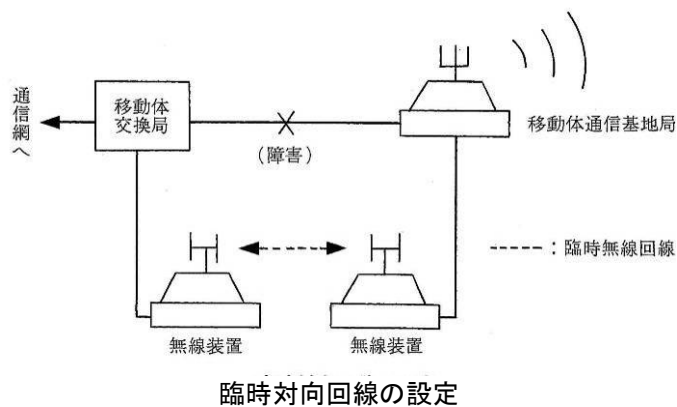 移動体
交換局
通信網へ
(障害)
移動体通信基地局
------:臨時無線回線
無線装置
無線装置
臨時対向回線の設定